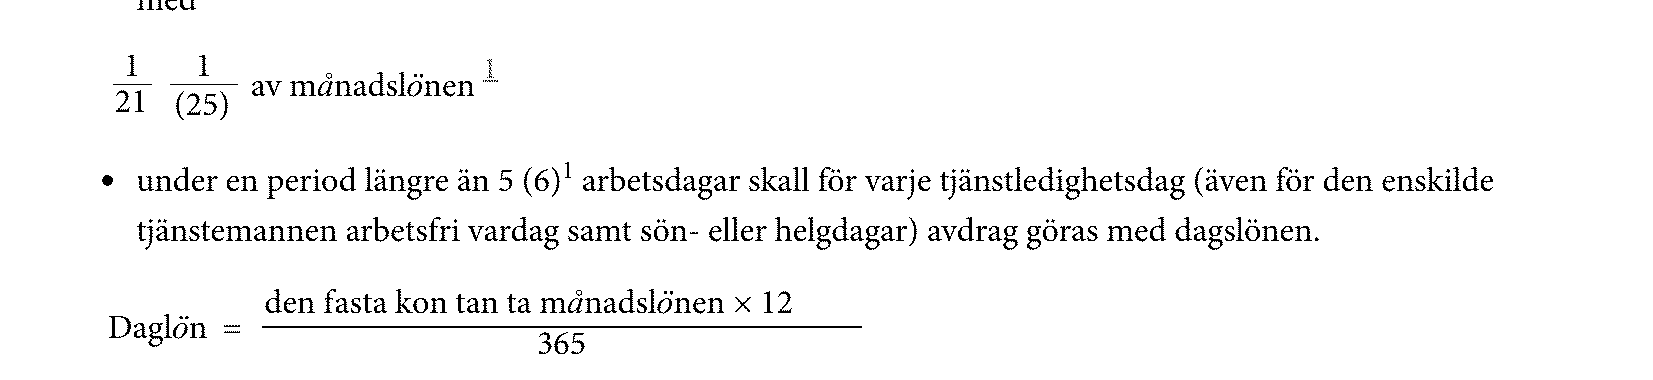 med
1/21 1/(25) av månadslönen 1
• under en period längre än 5 (6)1 arbetsdagar skall för varje tjänstledighetsdag (även för den enskilde
tjänstemannen arbetsfri vardag samt sön- eller helgdagar) avdrag göras med dagslönen.
den fasta kon tan ta månadslönen × 12
Daglön =
365